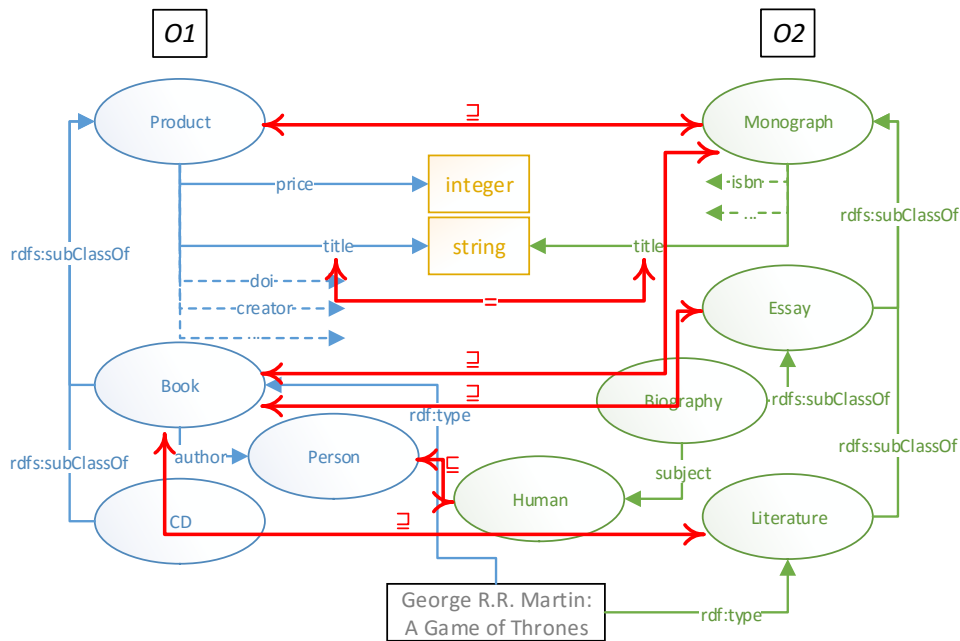 O1
O2
⊒
Product
Monograph
price
integer
isbn
...
rdfs:subClassOf
rdfs:subClassOf
title
string
title
doi
=
creator
...
Essay
⊒
Book
⊒
Biography
rdfs:subClassOf
rdf:type
rdfs:subClassOf
rdfs:subClassOf
author
Person
⊑
subject
Human
CD
⊒
Literature
George R.R. Martin:
A Game of Thrones
rdf:type